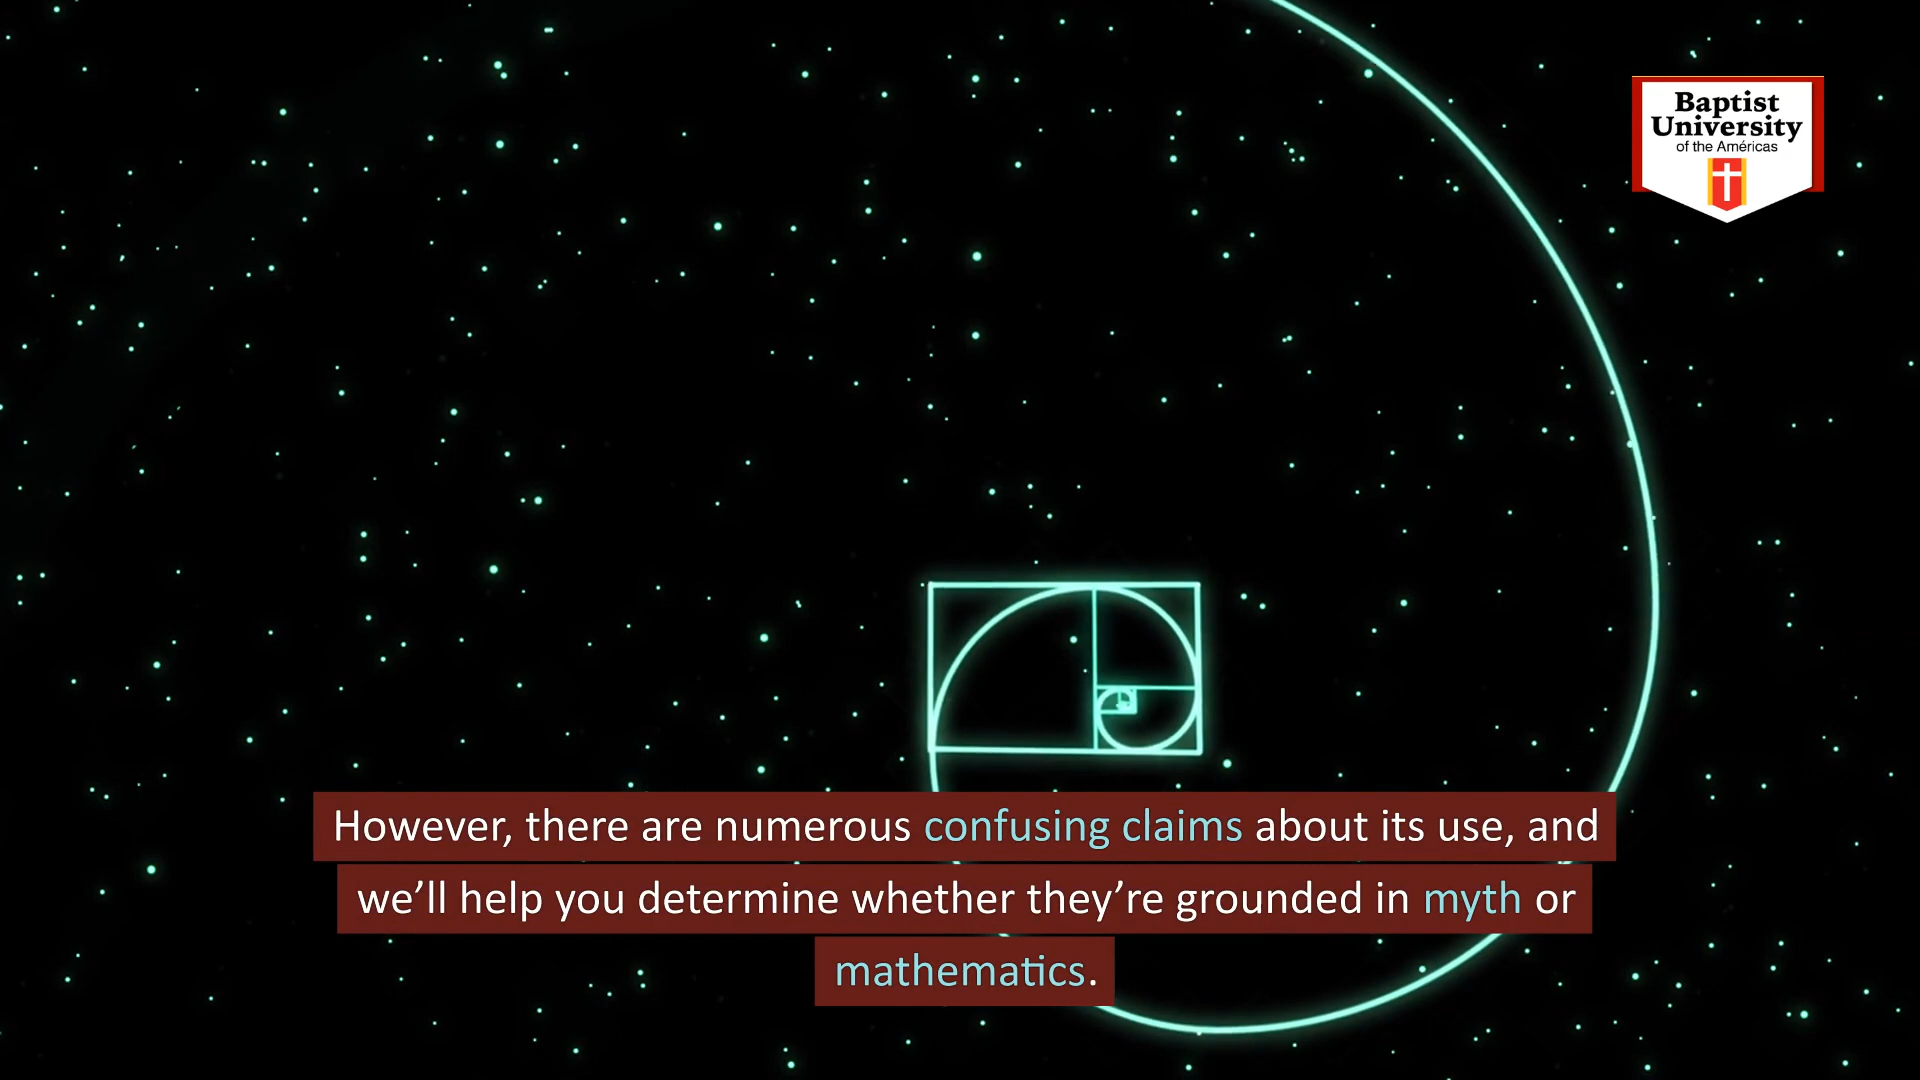 Baptist
University
of the Américas
However, there are numerous confusing claims about its use, and
we’ll help you determine whether they’re grounded in myth or
mathematics.